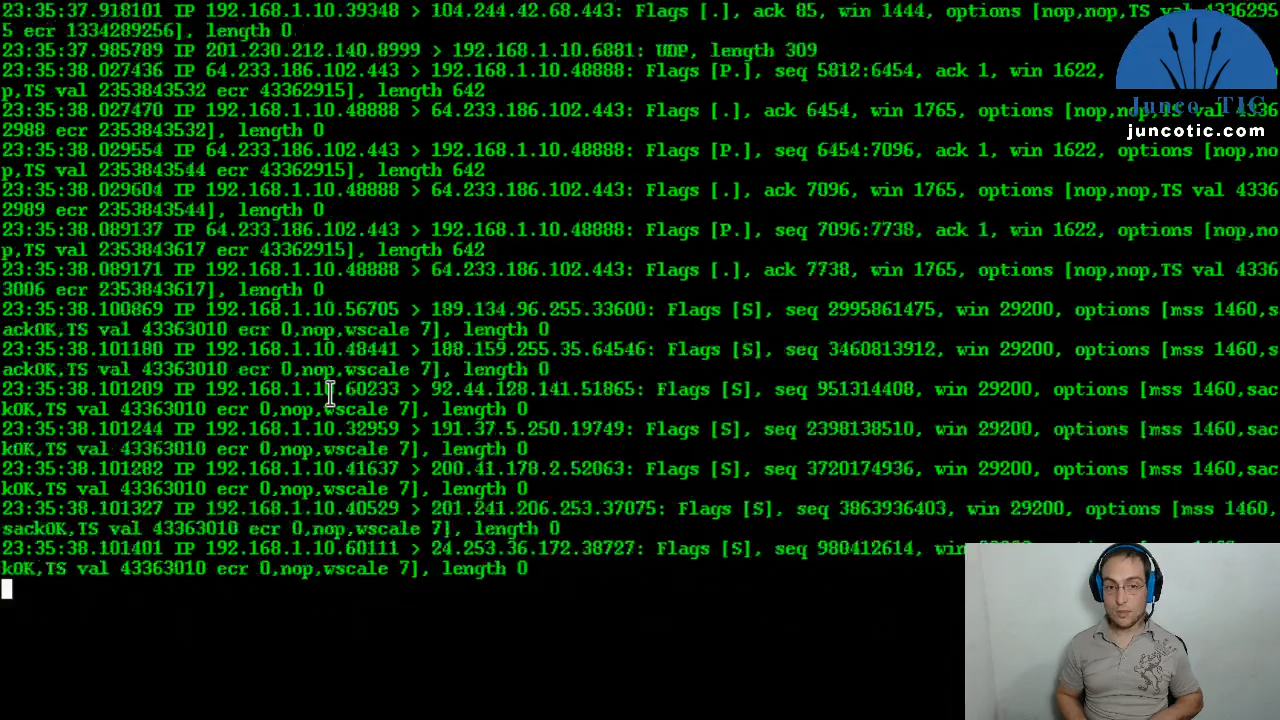 23:35:37.918101 IP 192.168.1.10.39348 > 104.244.42.68.443: Flags [.], ack 85, win 1444, options [nop,nop,TS val 4336295
5 ecr 1334289256], length 0
23:35:37.985789 IP 201.230.212.140.8999 > 192.168.1.10.6881: UDP, length 309
23:35:38.027436 IP 64.233.186.102.443 > 192.168.1.10.48888: Flags [P.], seq 5812:6454, ack 1, win 1622,
p,TS val 2353843532 ecr 43362915], length 642
23:35:38.027470 IP 192.168.1.10.48888 > 64.233.186.102.443: Flags [.], ack 6454, win 1765, options [nop,nop,TS val 4336
2988 ecr 2353843532], length 0
23:35:38.029554 IP 64.233.186.102.443 > 192.168.1.10.48888: Flags [P.], seq 6454:7096, ack 1, win 1622, options [nop,no
p,TS val 2353843544 ecr 43362915], length 642
23:35:38.029604 IP 192.168.1.10.48888 > 64.233.186.102.443: Flags [.], ack 7096, win 1765, options [nop,nop,TS val 4336
2989 ecr 2353843544], length 0
23:35:38.089137 IP 64.233.186.102.443 > 192.168.1.10.48888: Flags [P.], seq 7096:7738, ack 1, win 1622, options [nop,no
p,TS val 2353843617 ecr 43362915], length 642
23:35:38.089171 IP 192.168.1.10.48888 > 64.233.186.102.443: Flags [.], ack 7738, win 1765, options [nop,nop,TS val 4336
3006 ecr 2353843617], length 0
23:35:38.100869 IP 192.168.1.10.56705 > 189.134.96.255.33600: Flags [S], seq 2995861475, win 29200, options [mss 1460,s
ackOK,TS val 43363010 ecr 0,nop,wscale 7], length 0
23:35:38.101180 IP 192.168.1.10.48441 > 188.159.255.35.64546: Flags [S], seq 3460813912, win 29200, options [mss 1460,s
ackOK,TS val 43363010 ecr 0,nop,wscale 7], length 0
23:35:38.101209 IP 192.168.1.10.60233 > 92.44.128.141.51865: Flags [S], seq 951314408, win 29200, options [mss 1460,sac
kOK,TS val 43363010 ecr 0,nop,wscale 7], length 0
23:35:38.101244 IP 192.168.1.10.32959 > 191.37.5.250.19749: Flags [S], seq 2398138510, win 29200, options [mss 1460,sac
kOK,TS val 43363010 ecr 0,nop,wscale 7], length 0
23:35:38.101282 IP 192.168.1.10.41637 > 200.41.178.2.52063: Flags [S], seq 3720174936, win 29200, options [mss 1460,sac
kOK,TS val 43363010 ecr 0,nop,wscale 7], length 0
23:35:38.101327 IP 192.168.1.10.40529 > 201.241.206.253.37075: Flags [S], seq 3863936403, win 29200, options [mss 1460,
sackOK,TS val 43363010 ecr 0,nop,wscale 7], length 0
23:35:38.101401 IP 192.168.1.10.60111 > 24.253.36.172.38727: Flags [S], seq 980412614, win
kOK,TS val 43363010 ecr 0,nop,wscale 7], length 0
Junco TIC
juncotic.com